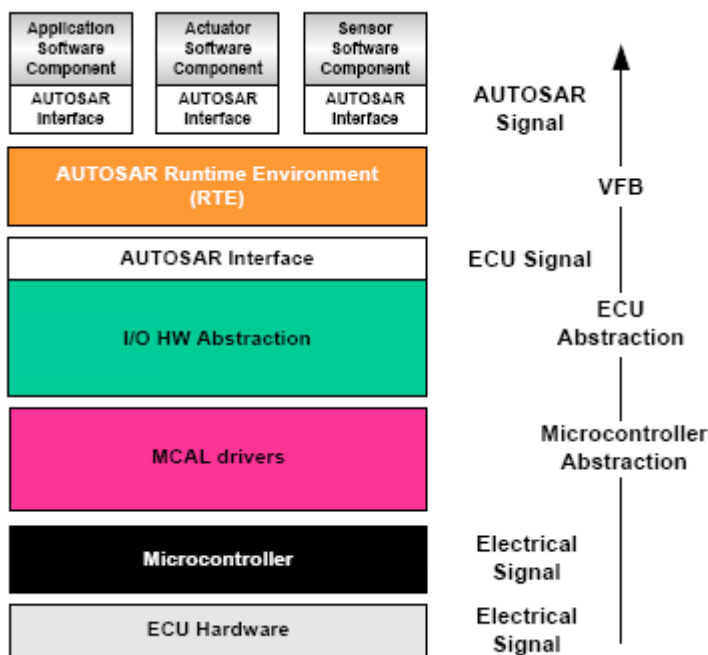 Application
Software
Component
AUTOSAR
Interface
Actuator
Software
Component
AUTOSAR
Interface
Sensor
Software
Component
AUTOSAR
Interface
AUTOSAR
Signal
AUTOSAR Runtime Environment
(RTE)
VFB
AUTOSAR Interface
ECU Signal
I/O HW Abstraction
ECU
Abstraction
MCAL drivers
Microcontroller
Abstraction
Microcontroller
Electrical
Signal
ECU Hardware
Electrical
Signal